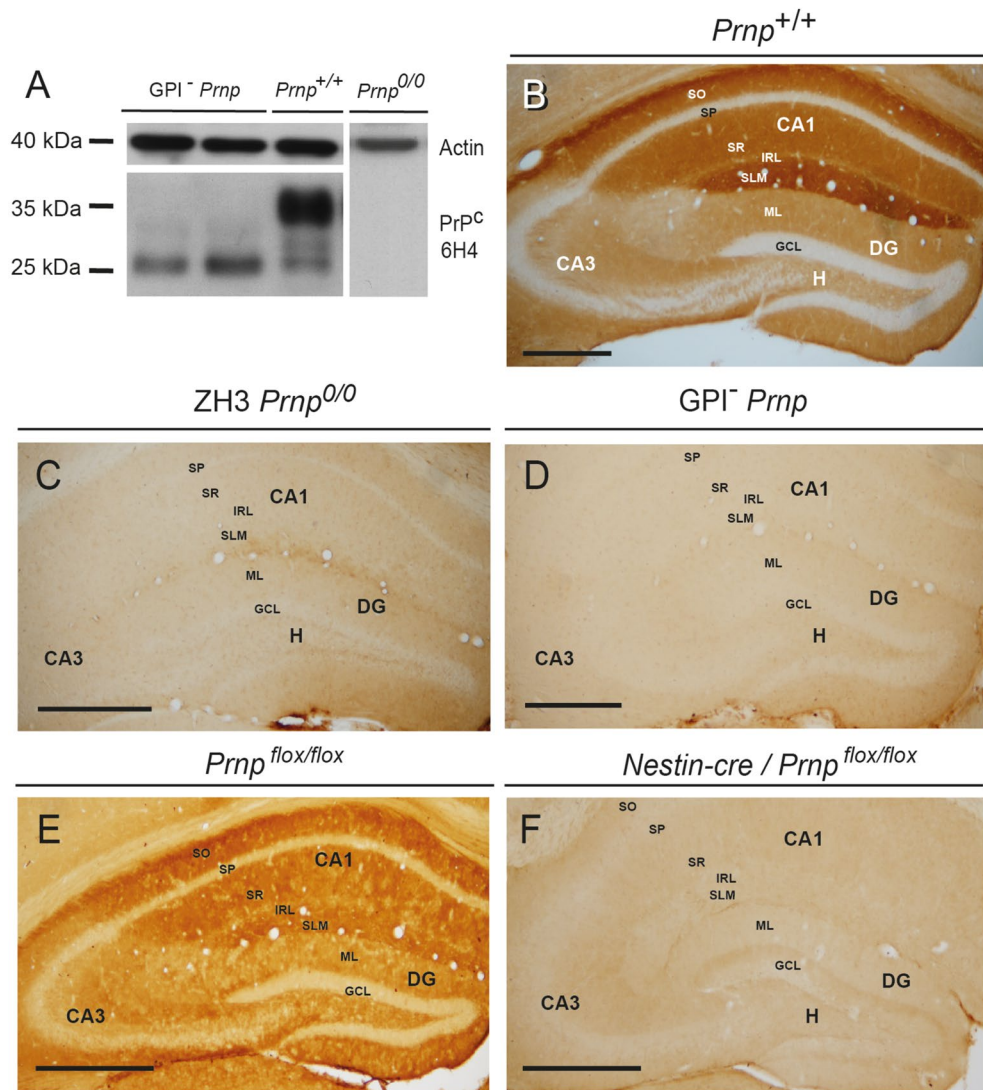 A
GPI⁻ Prnp
Prnp+/+
Prnp0/0
40 kDa
Actin
35 kDa
25 kDa
PrPc
6H4
Prnp+/+
B
SO
SP
CA1
SR
IRL
SLM
ML
GCL
DG
CA3
H
ZH3 Prnp0/0
C
SP
SR
CA1
IRL
SLM
ML
GCL
DG
H
CA3
GPI⁻ Prnp
D
SP
SR
CA1
IRL
SLM
ML
GCL
DG
H
CA3
Prnp flox/flox
E
SO
SP
CA1
SR
IRL
SLM
ML
GCL
DG
CA3
Nestin-cre / Prnp flox/flox
F
SO
SP
CA1
SR
IRL
SLM
ML
GCL
DG
CA3
H